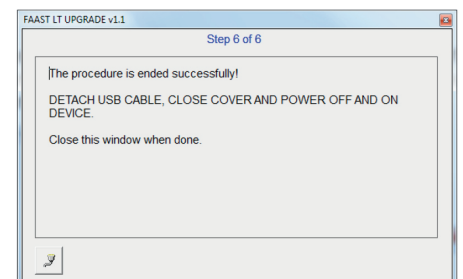 FAAST LT UPGRADE v1.1
Step 6 of 6
The procedure is ended successfully!
DETACH USB CABLE, CLOSE COVER AND POWER OFF AND ON
DEVICE.
Close this window when done.